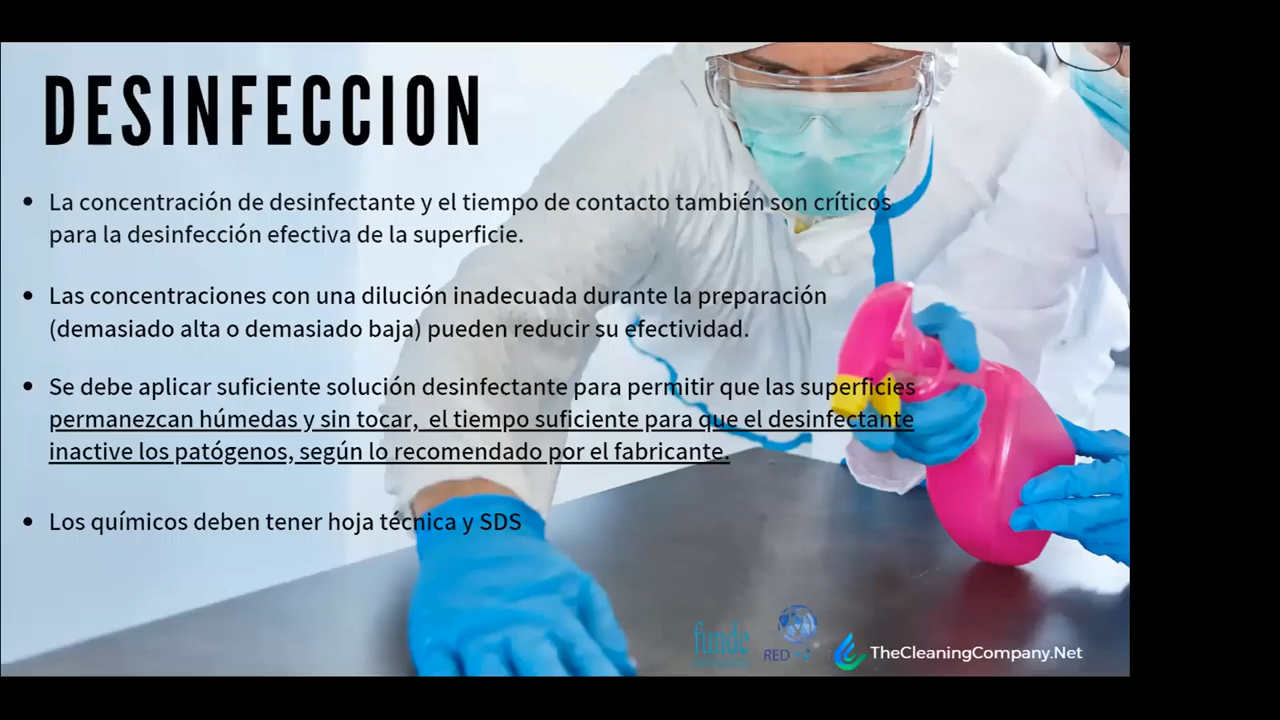 DESINFECCION
• La concentración de desinfectante y el tiempo de contacto también son críticos
para la desinfección efectiva de la superficie.
• Las concentraciones con una dilución inadecuada durante la preparación
(demasiado alta o demasiado baja) pueden reducir su efectividad.
• Se debe aplicar suficiente solución desinfectante para permitir que las superficies
permanezcan húmedas y sin tocar,  el tiempo suficiente para que el desinfectante
inactive los patógenos, según lo recomendado por el fabricante.
• Los químicos deben tener hoja técnica y SDS
funde
RED
TheCleaningCompany.Net